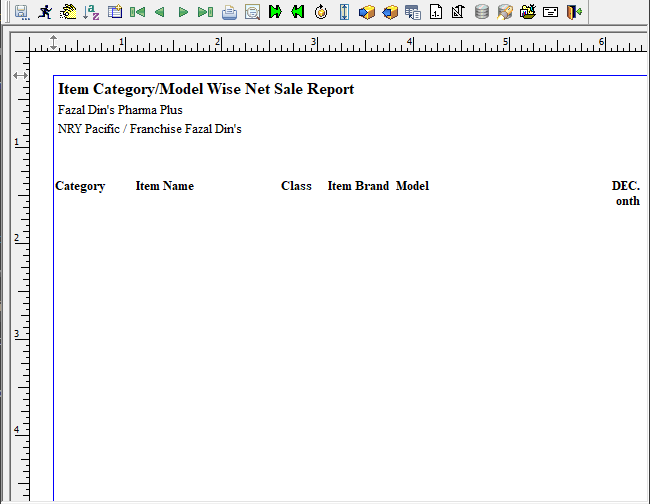 1 2 3 4 5 6
Item Category/Model Wise Net Sale Report
Fazal Din's Pharma Plus
NRY Pacific / Franchise Fazal Din's
1
Category Item Name Class Item Brand Model DEC.
onth
2
3
4